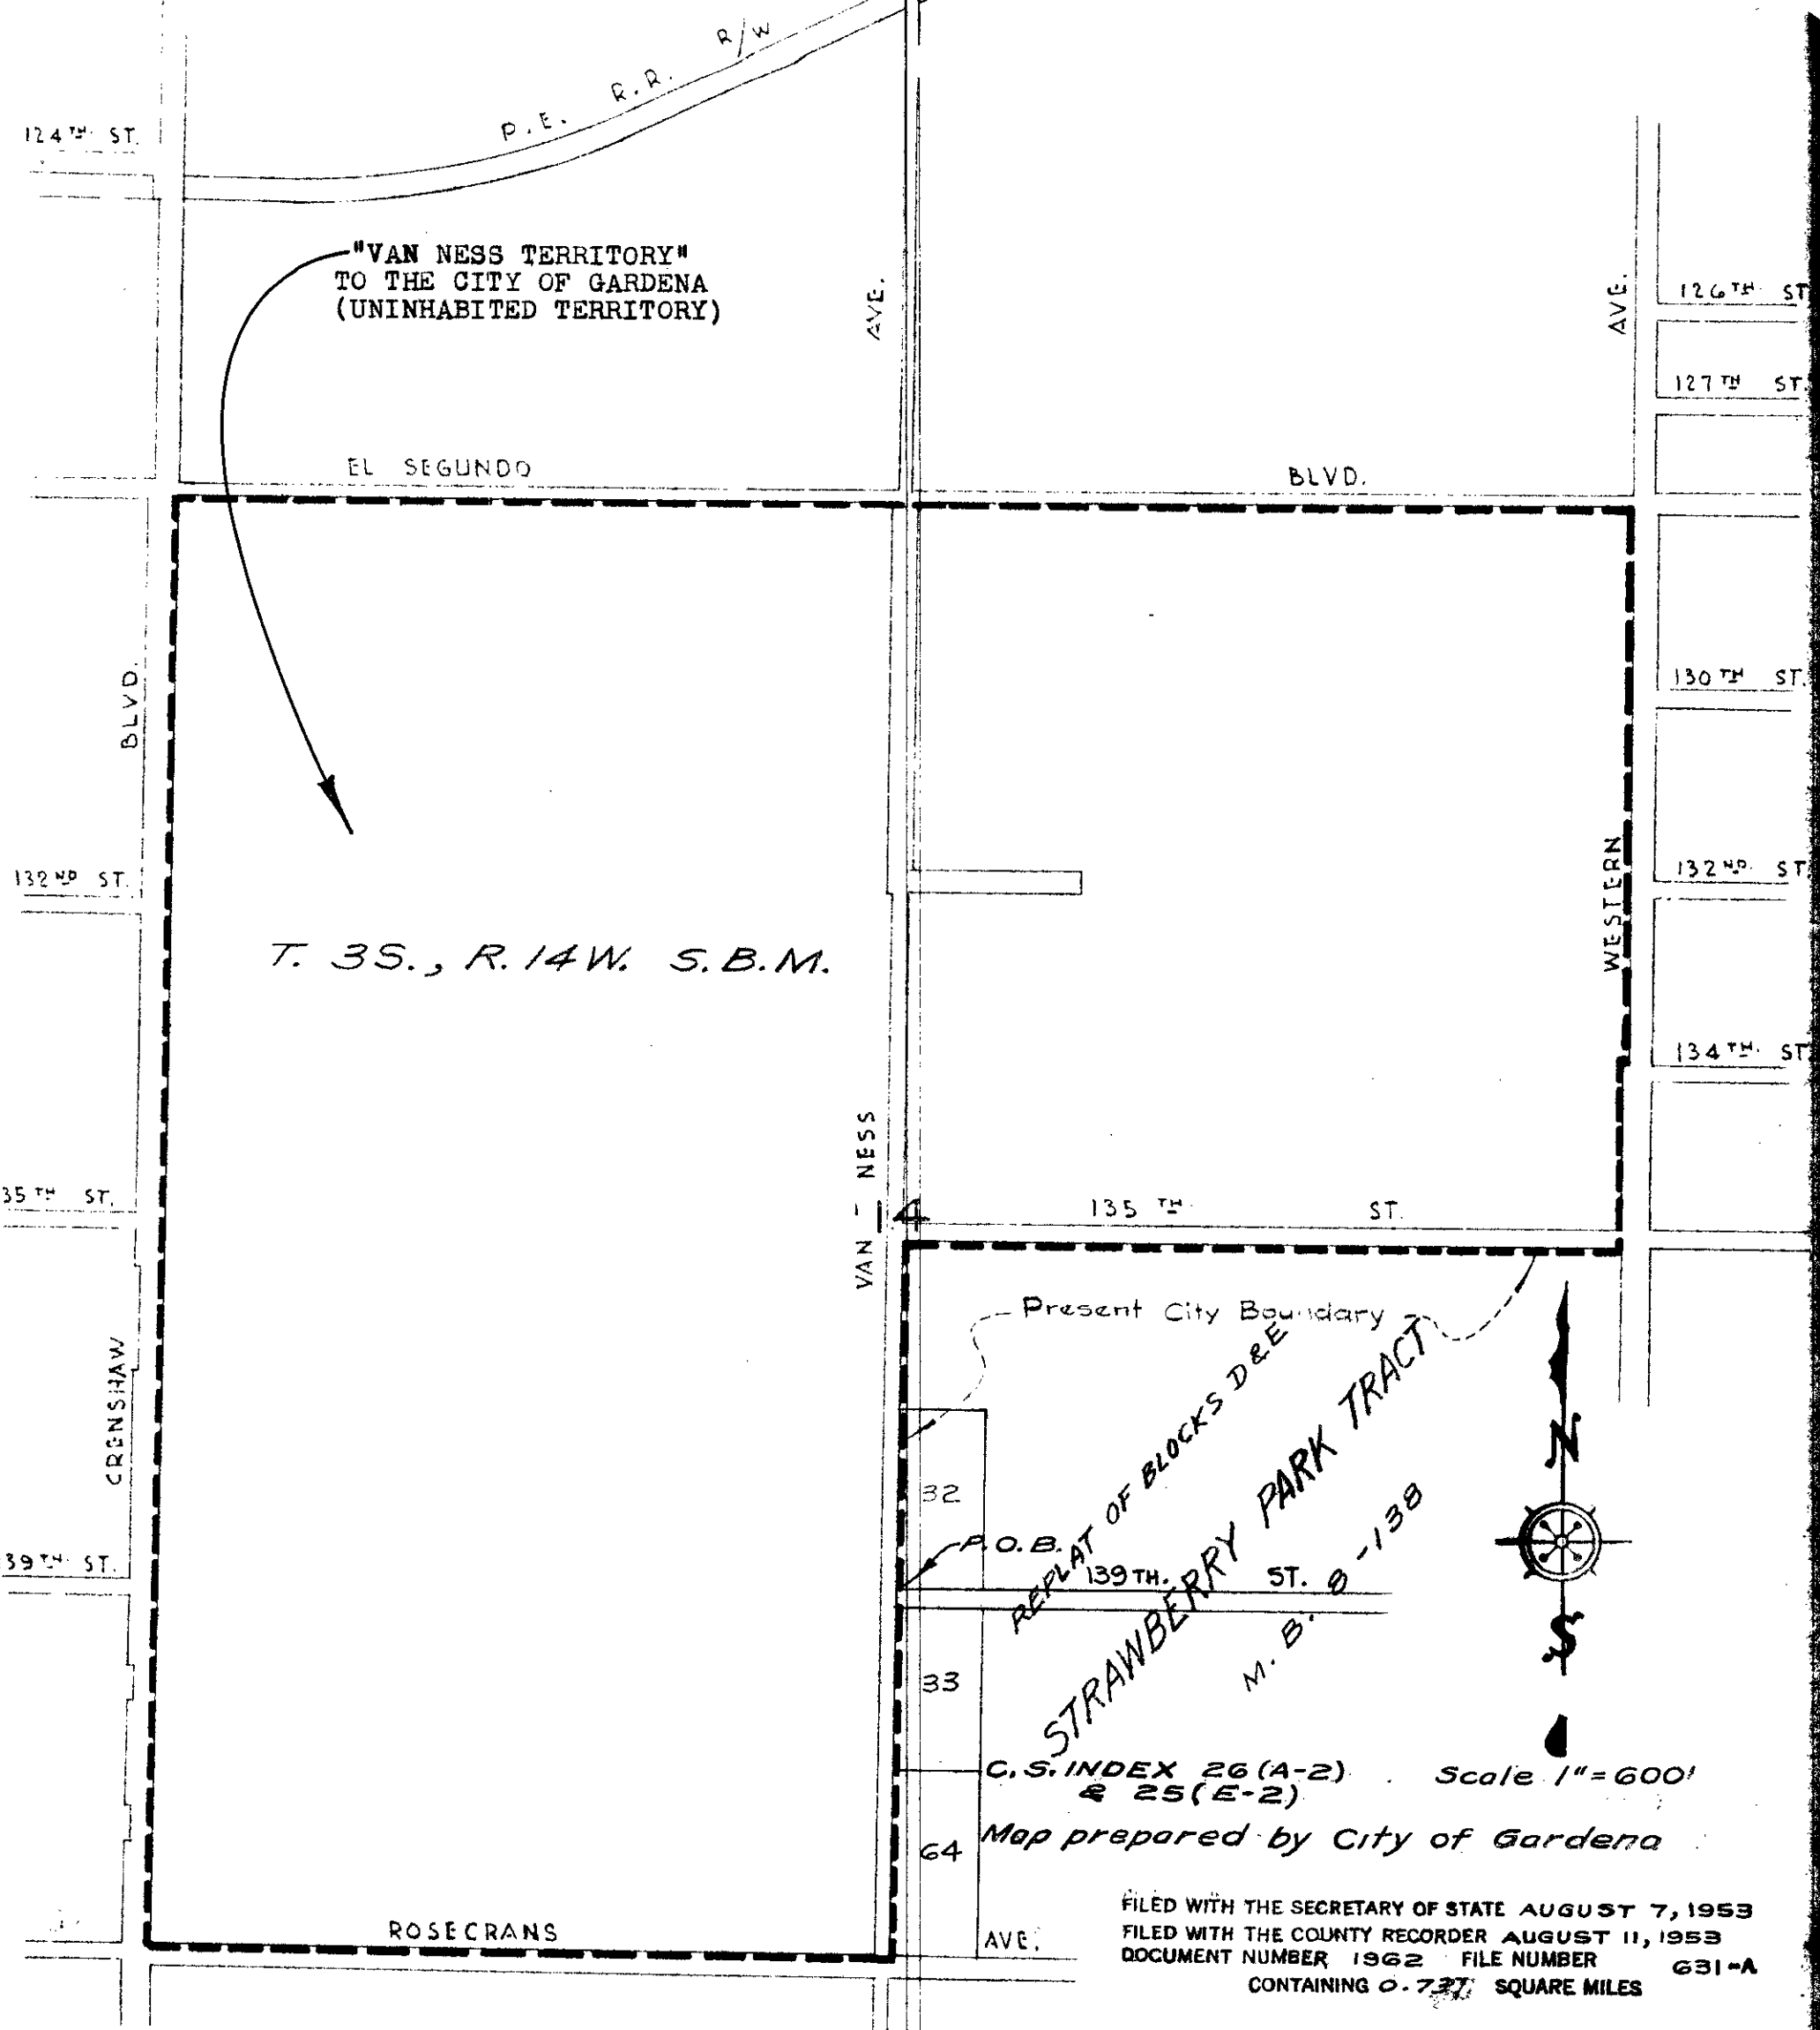 R/W
P.E. R.R.
124TH ST.
"VAN NESS TERRITORY"
TO THE CITY OF GARDENA
(UNINHABITED TERRITORY)
AVE.
AVE.
126TH ST
127TH ST.
EL SEGUNDO BLVD.
BLVD.
130TH ST.
132ND ST.
WESTERN
132ND. ST
T. 3S., R. 14W. S.B.M.
134TH. ST
VAN NESS
35TH ST.
14
135TH ST.
Present City Boundary
CRENSHAW
REPLAT OF BLOCKS D&E
STRAWBERRY PARK TRACT
M. B. 8-138
N
32
P.O.B.
39TH. ST.
139TH. ST.
S
33
C.S. INDEX 26 (A-2)
& 25 (E-2)
Scale 1"=600'
64
Map prepared by City of Gardena
ROSECRANS AVE.
FILED WITH THE SECRETARY OF STATE AUGUST 7, 1953
FILED WITH THE COUNTY RECORDER AUGUST 11, 1953
DOCUMENT NUMBER 1962 FILE NUMBER 631-A
CONTAINING SQUARE MILES